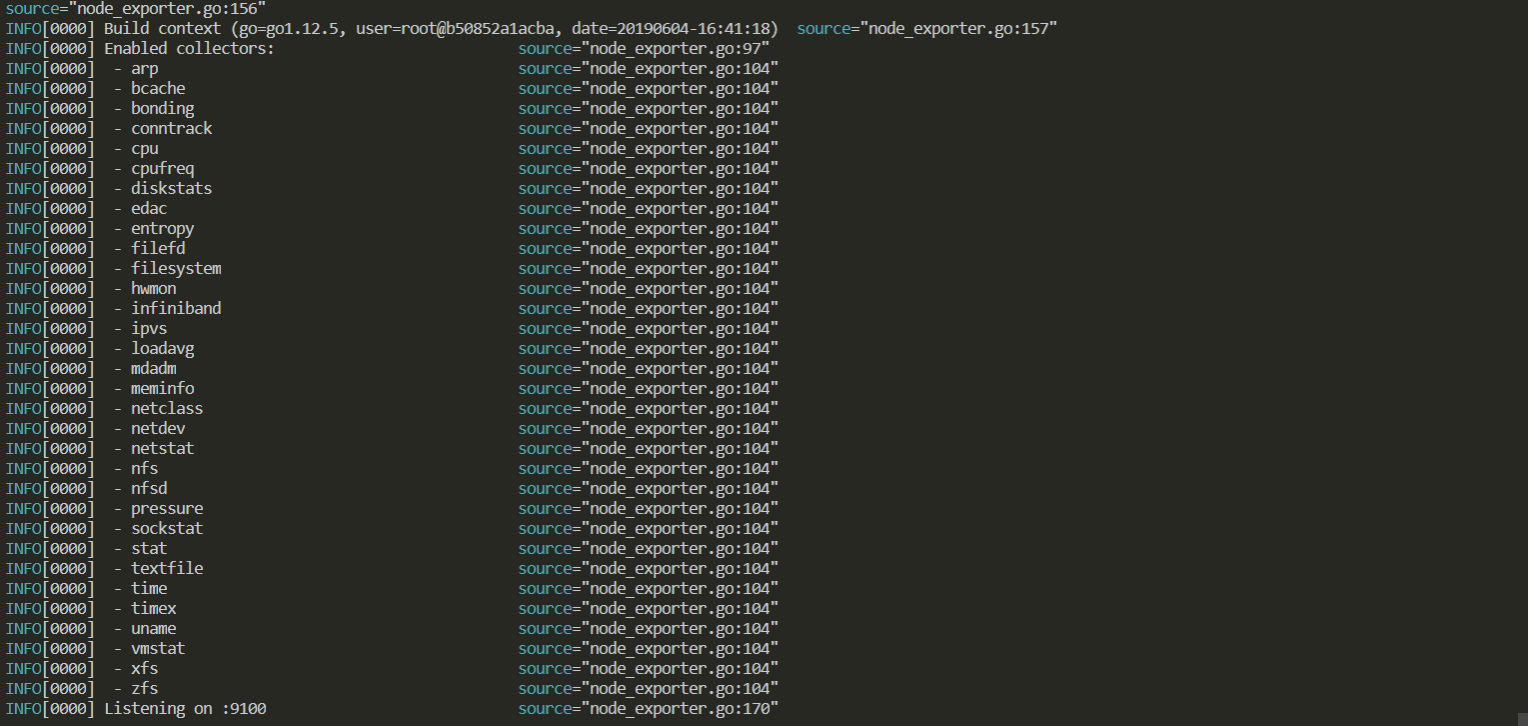 source="node_exporter.go:156"
INFO[0000] Build context (go=go1.12.5, user=root@b50852a1acba, date=20190604-16:41:18)  source="node_exporter.go:157"
INFO[0000] Enabled collectors:                           source="node_exporter.go:97"
INFO[0000]  - arp                                        source="node_exporter.go:104"
INFO[0000]  - bcache                                     source="node_exporter.go:104"
INFO[0000]  - bonding                                    source="node_exporter.go:104"
INFO[0000]  - conntrack                                  source="node_exporter.go:104"
INFO[0000]  - cpu                                        source="node_exporter.go:104"
INFO[0000]  - cpufreq                                    source="node_exporter.go:104"
INFO[0000]  - diskstats                                  source="node_exporter.go:104"
INFO[0000]  - edac                                       source="node_exporter.go:104"
INFO[0000]  - entropy                                    source="node_exporter.go:104"
INFO[0000]  - filefd                                     source="node_exporter.go:104"
INFO[0000]  - filesystem                                 source="node_exporter.go:104"
INFO[0000]  - hwmon                                      source="node_exporter.go:104"
INFO[0000]  - infiniband                                 source="node_exporter.go:104"
INFO[0000]  - ipvs                                       source="node_exporter.go:104"
INFO[0000]  - loadavg                                    source="node_exporter.go:104"
INFO[0000]  - mdadm                                      source="node_exporter.go:104"
INFO[0000]  - meminfo                                    source="node_exporter.go:104"
INFO[0000]  - netclass                                   source="node_exporter.go:104"
INFO[0000]  - netdev                                     source="node_exporter.go:104"
INFO[0000]  - netstat                                    source="node_exporter.go:104"
INFO[0000]  - nfs                                        source="node_exporter.go:104"
INFO[0000]  - nfsd                                       source="node_exporter.go:104"
INFO[0000]  - pressure                                   source="node_exporter.go:104"
INFO[0000]  - sockstat                                   source="node_exporter.go:104"
INFO[0000]  - stat                                       source="node_exporter.go:104"
INFO[0000]  - textfile                                   source="node_exporter.go:104"
INFO[0000]  - time                                       source="node_exporter.go:104"
INFO[0000]  - timex                                      source="node_exporter.go:104"
INFO[0000]  - uname                                      source="node_exporter.go:104"
INFO[0000]  - vmstat                                     source="node_exporter.go:104"
INFO[0000]  - xfs                                        source="node_exporter.go:104"
INFO[0000]  - zfs                                        source="node_exporter.go:104"
INFO[0000] Listening on :9100                            source="node_exporter.go:170"